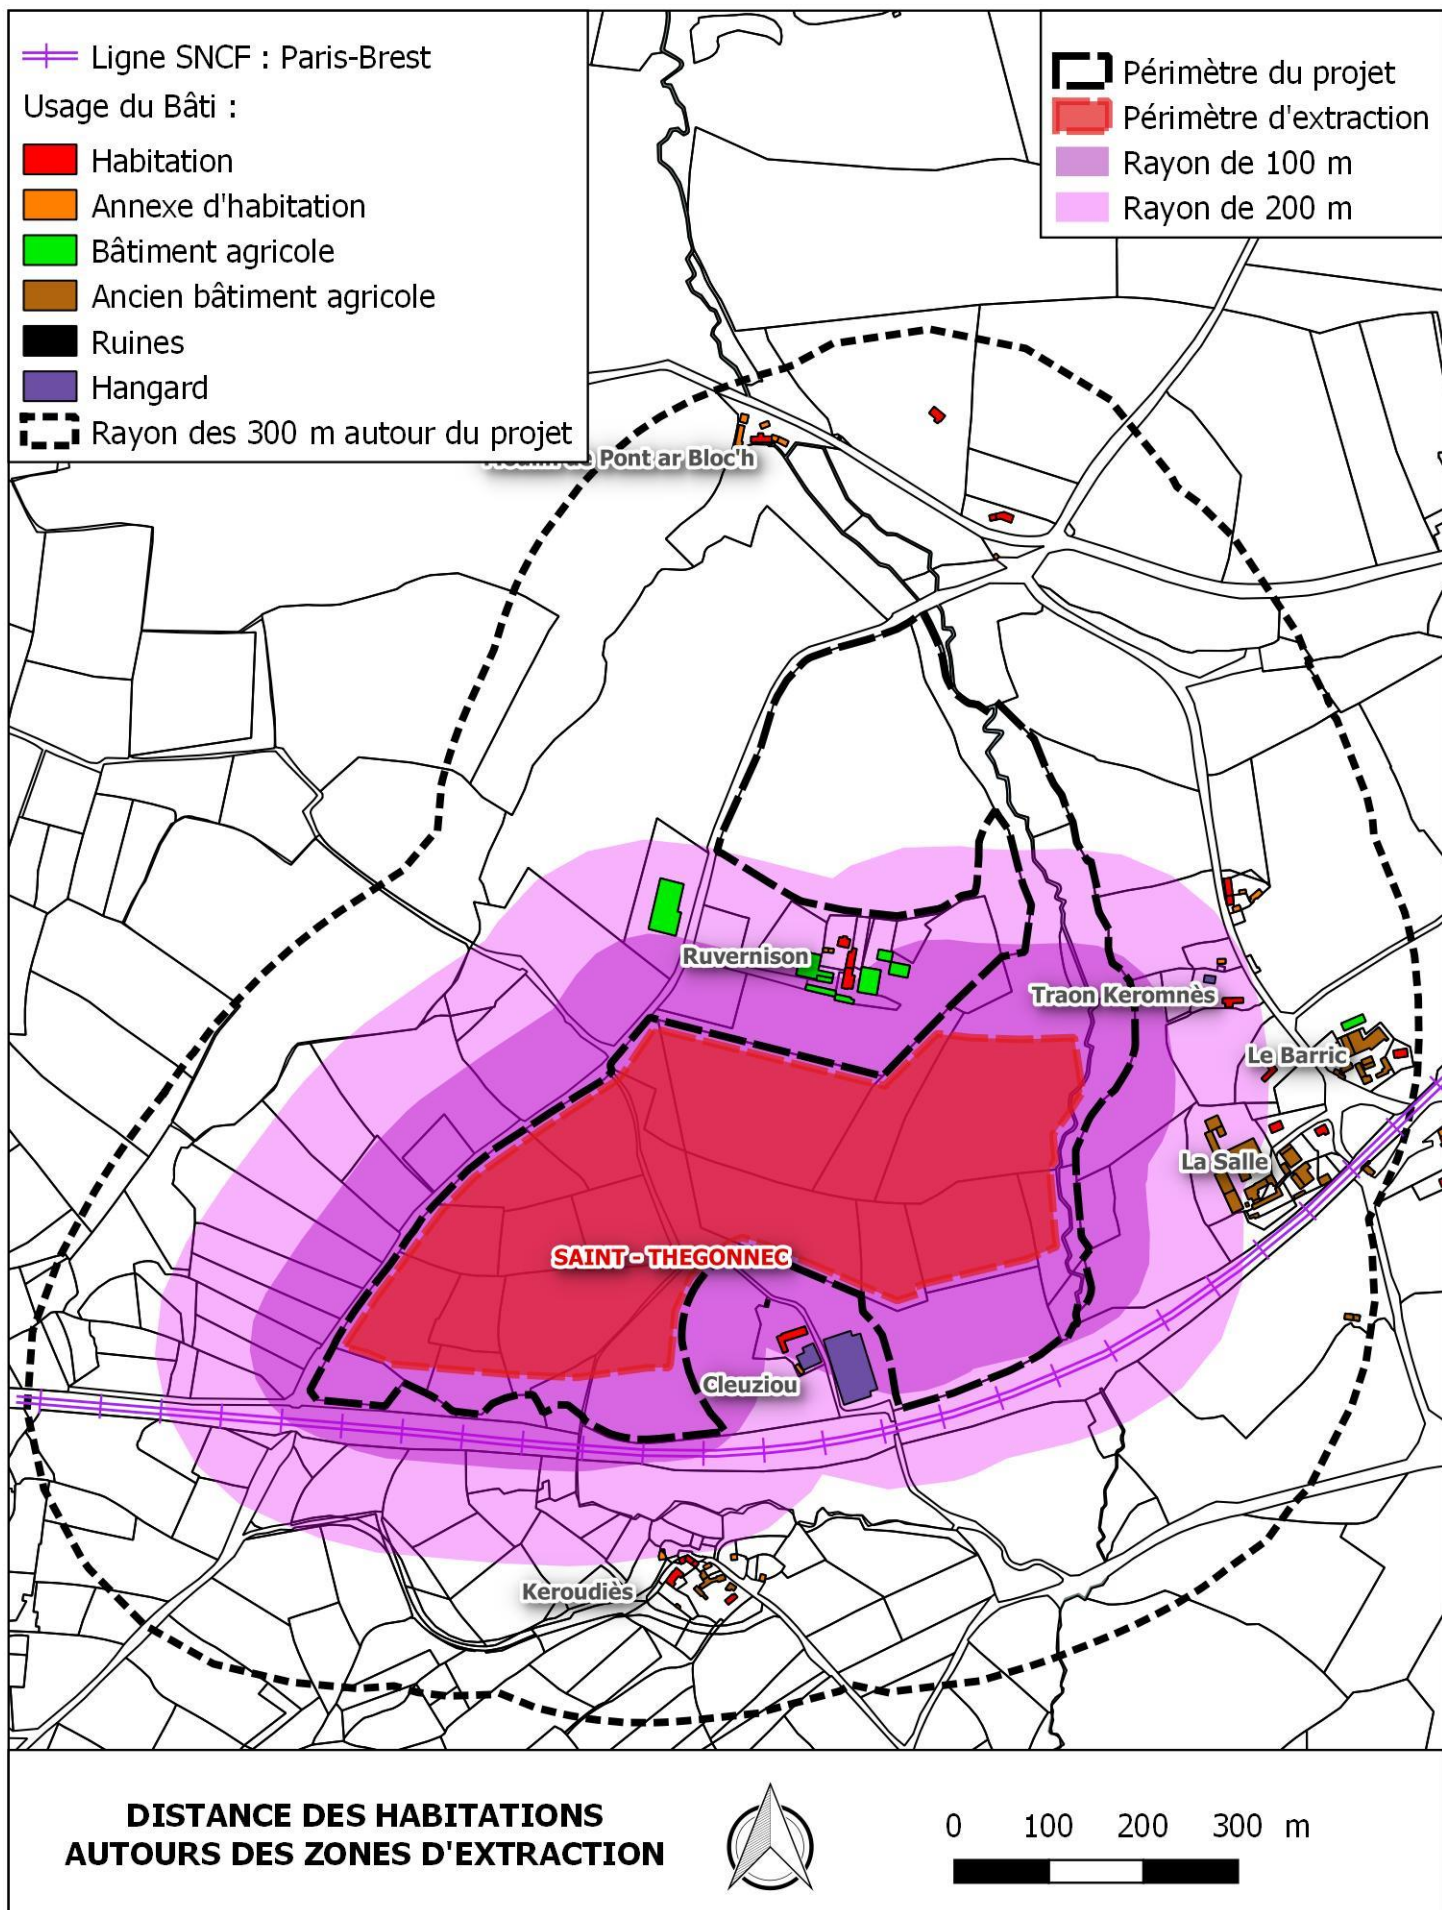 Ligne SNCF : Paris-Brest
Usage du Bâti :
Habitation
Annexe d'habitation
Bâtiment agricole
Ancien bâtiment agricole
Ruines
Hangard
Rayon des 300 m autour du projet
Périmètre du projet
Périmètre d'extraction
Rayon de 100 m
Rayon de 200 m
Moulin de Pont ar Bloc'h
Ruvernison
Traon Keromnès
Le Barric
La Salle
SAINT - THEGONNEC
Cleuziou
Keroudiès
DISTANCE DES HABITATIONS
AUTOURS DES ZONES D'EXTRACTION
0 100 200 300 m